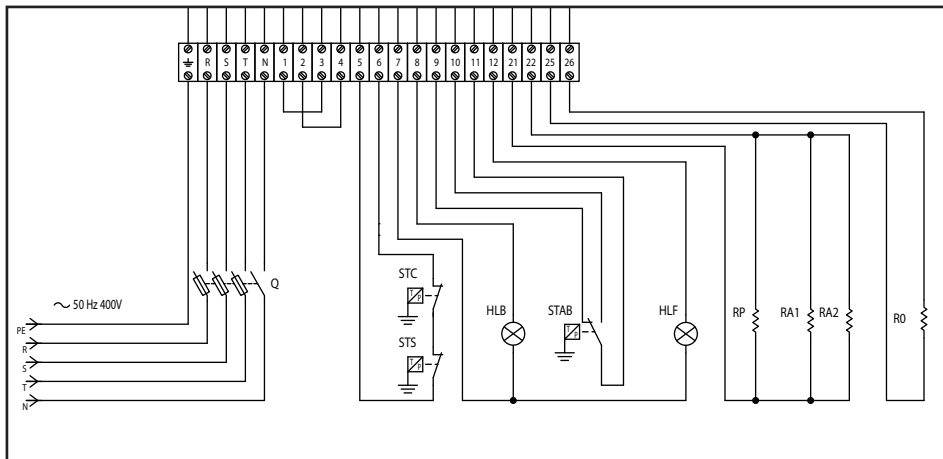 R S T N 1 2 3 4 5 6 7 8 9 10 11 12 21 22 25 26
Q
STC
T P
50 Hz 400V
HLB
STAB
HLF
RP
RA1
RA2
R0
T P
PE
STS
R
T P
S
T
N